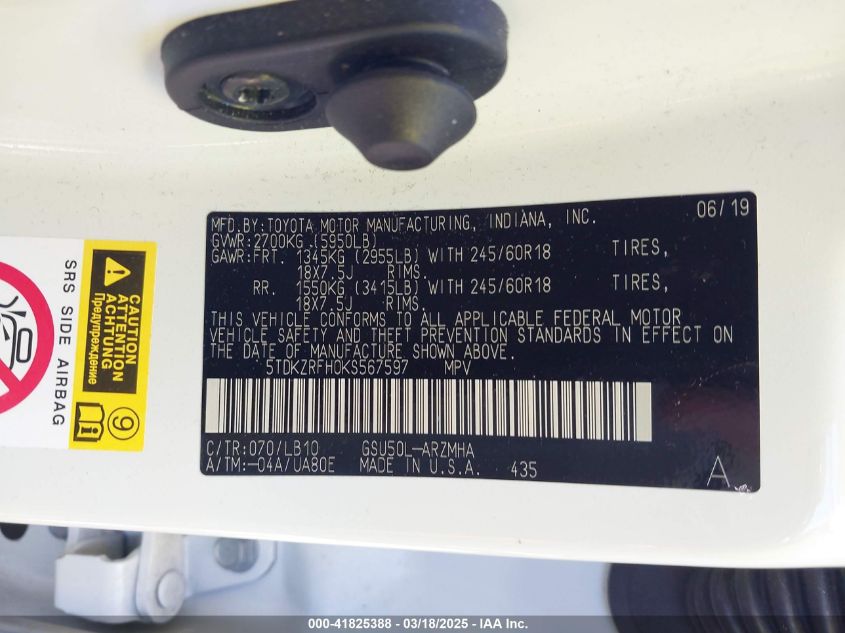 MFD.BY:TOYOTA MOTOR MANUFACTURING, INDIANA, INC. 06/19
GVWR:2700KG (5950LB)
GAWR:FRT. 1345KG (2955LB) WITH 245/60R18 TIRES,
18X7.5J RIMS.
RR. 1550KG (3415LB) WITH 245/60R18 TIRES,
18X7.5J RIMS.
THIS VEHICLE CONFORMS TO ALL APPLICABLE FEDERAL MOTOR
VEHICLE SAFETY AND THEFT PREVENTION STANDARDS IN EFFECT ON
THE DATE OF MANUFACTURE SHOWN ABOVE.
5TDKZRFH0KS567597 MPV
C/TR:070/LB10 GSU50L-ARZMHA
A/TM:-04A/UA80E MADE IN U.S.A. 435 A
SRS SIDE AIRBAG
CAUTION
ATTENTION
ACHTUNG
Предупреждение
9
000-41825388 - 03/18/2025 - IAA Inc.